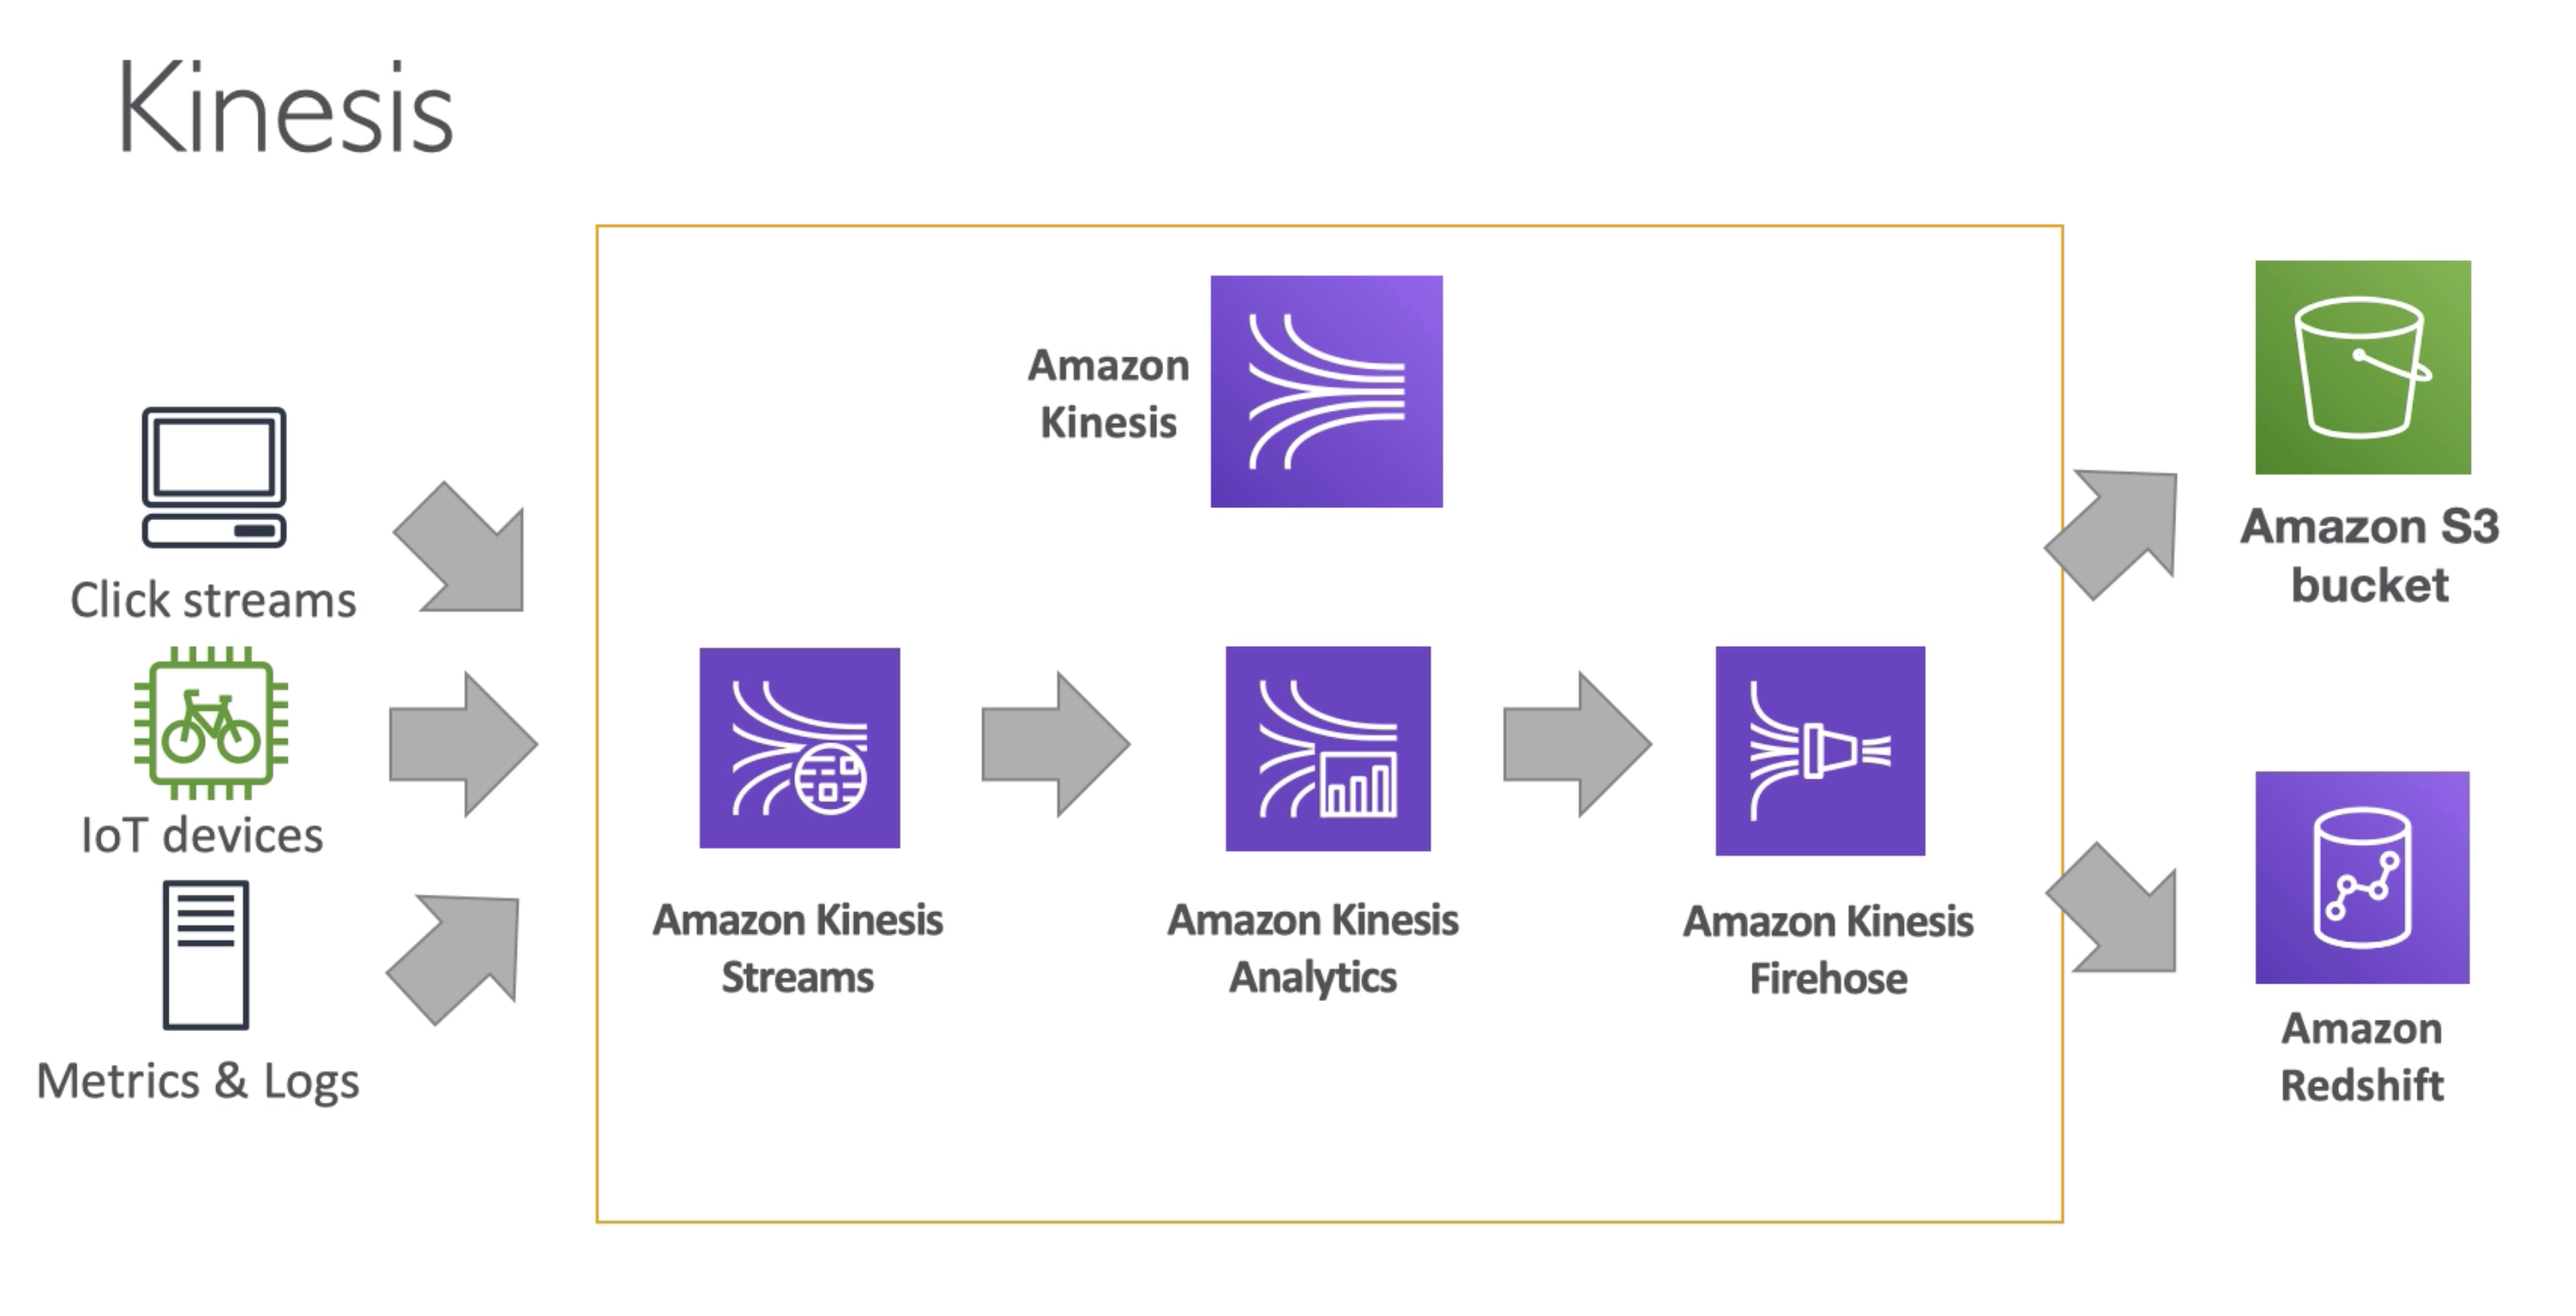 Kinesis
Amazon
Kinesis
Click streams
IoT devices
Metrics & Logs
Amazon Kinesis
Streams
Amazon Kinesis
Analytics
Amazon Kinesis
Firehose
Amazon S3
bucket
Amazon
Redshift